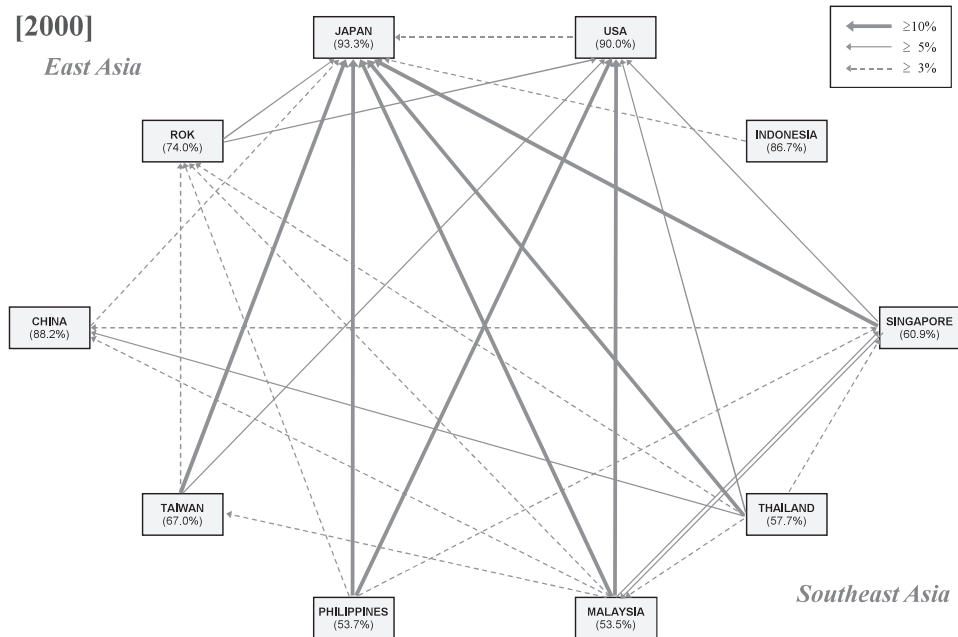 [2000]
East Asia
JAPAN
(93.3%)
USA
(90.0%)
≥10%
≥ 5%
≥ 3%
ROK
(74.0%)
INDONESIA
(86.7%)
CHINA
(88.2%)
SINGAPORE
(60.9%)
TAIWAN
(67.0%)
THAILAND
(57.7%)
PHILIPPINES
(53.7%)
MALAYSIA
(53.5%)
Southeast Asia